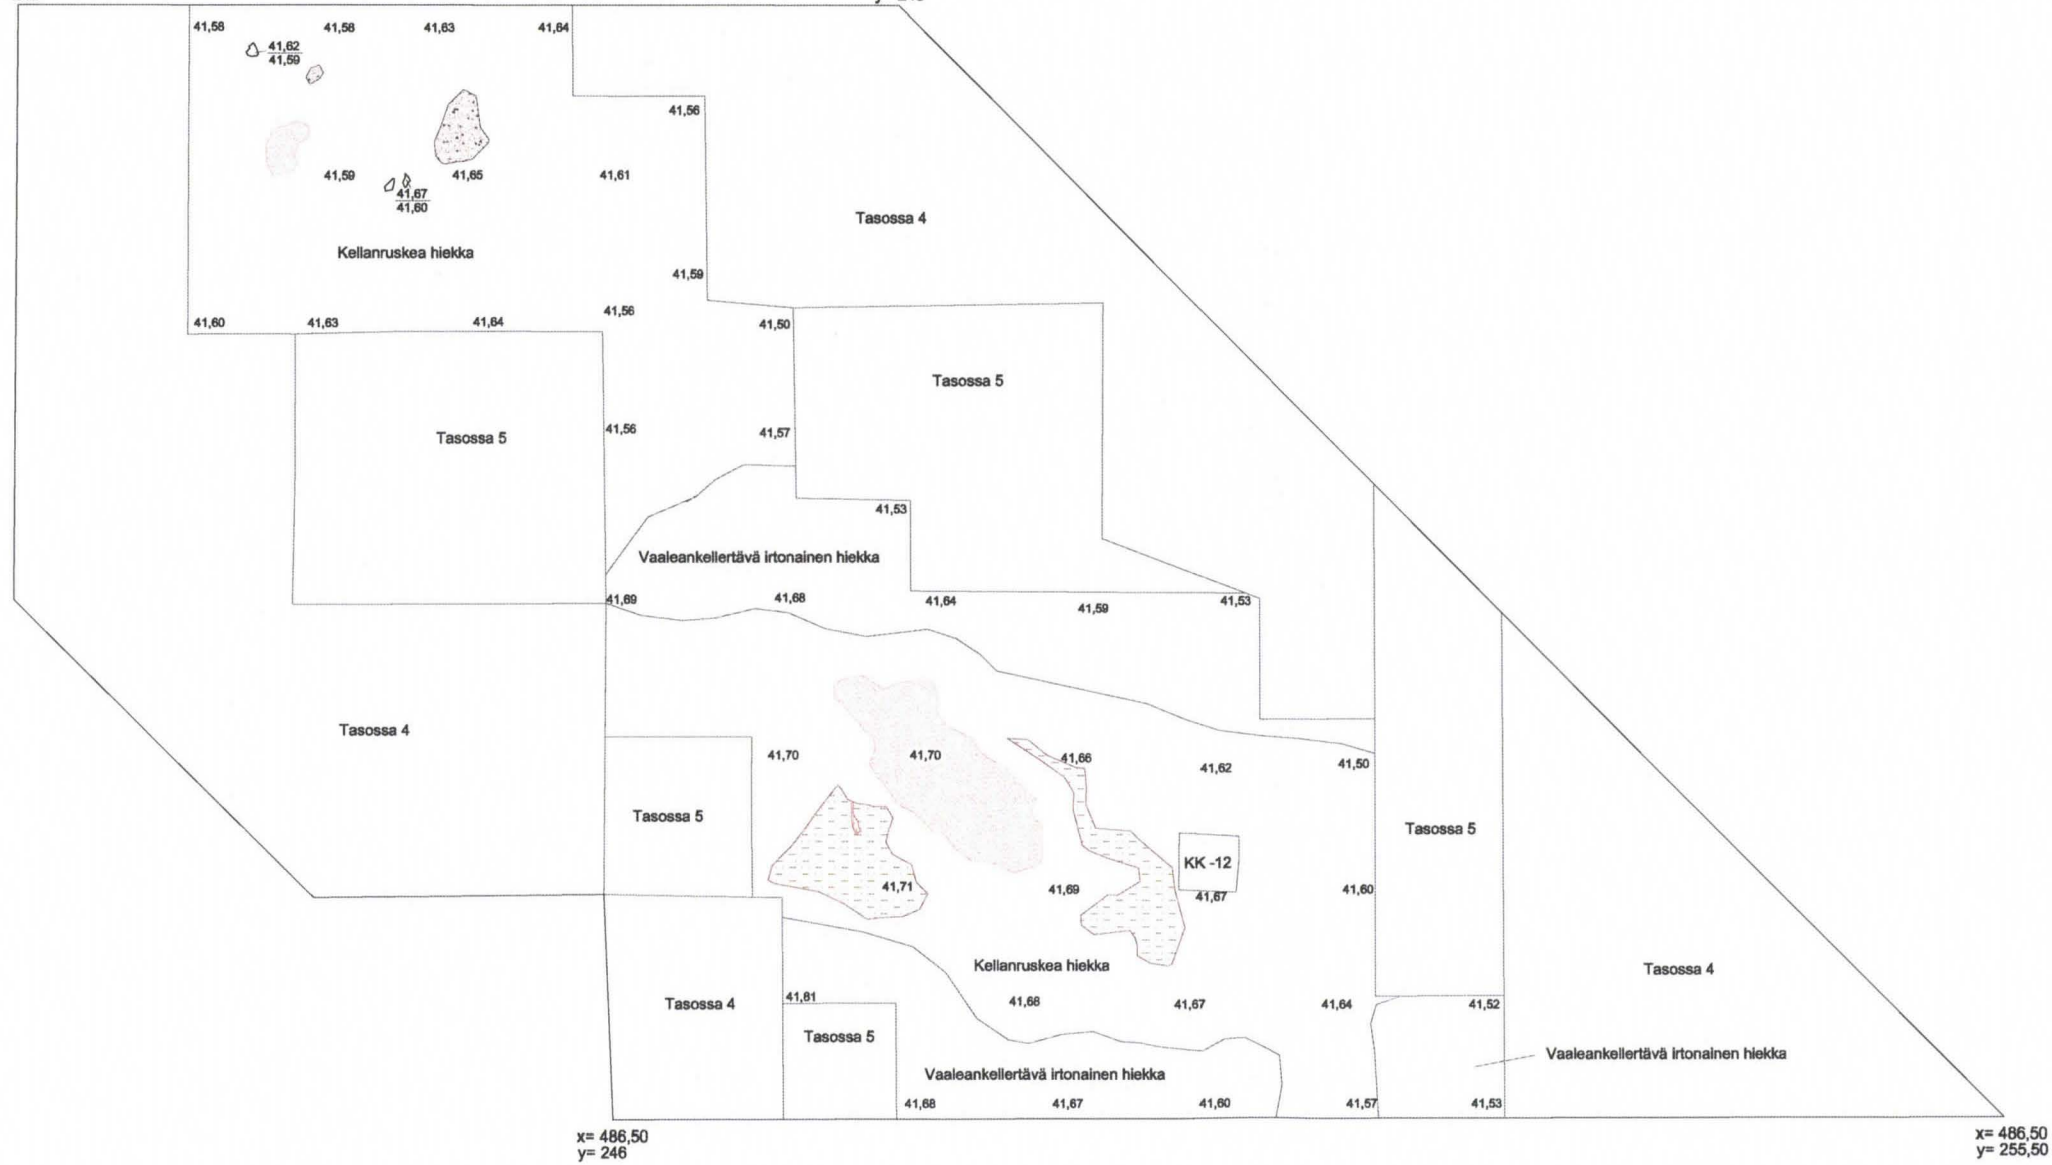 41,58 41,58 41,63 41,64
41,62
41,59
41,56
41,59 41,65 41,61
41,67
41,60
Tasossa 4
Kellanruskea hiekka
41,59
41,56
41,60 41,63 41,64 41,50
Tasossa 5
Tasossa 5
41,56 41,57
41,53
Vaaleankellertävä irtonainen hiekka
41,69 41,68 41,64 41,59 41,53
Tasossa 4
41,70 41,70 41,66 41,62 41,50
Tasossa 5
Tasossa 5
KK -12
41,71 41,69 41,67 41,60
Kellanruskea hiekka
Tasossa 4
Tasossa 4
41,61 41,68 41,67 41,64 41,52
Tasossa 5
Vaaleankellertävä irtonainen hiekka
Vaaleankellertävä irtonainen hiekka
41,68 41,67 41,60 41,57 41,53
x= 486,50
y= 246
x= 486,50
y= 255,50